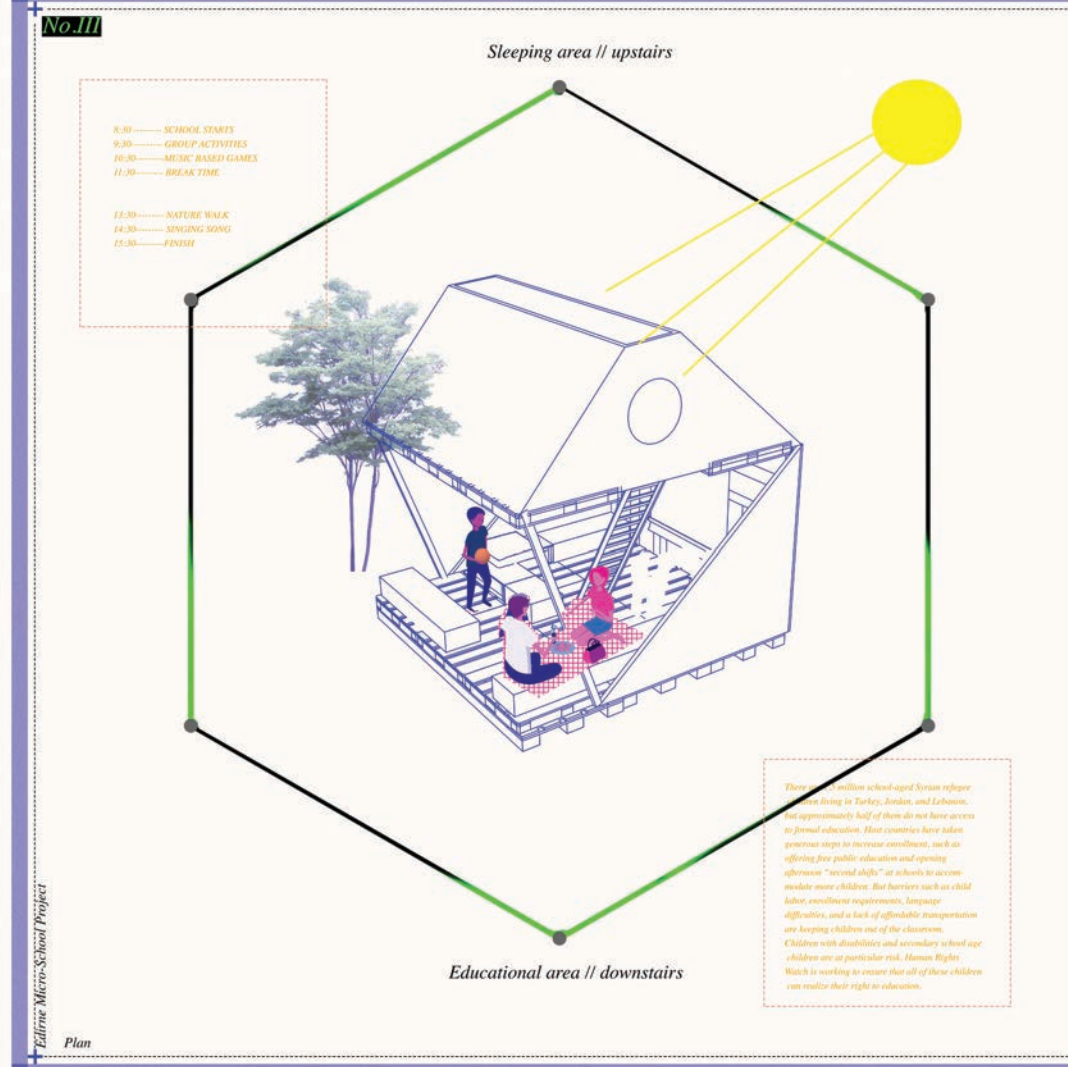 No.III
Sleeping area // upstairs
8:30 --------- SCHOOL STARTS
9:30---------- GROUP ACTIVITIES
10:30---------MUSIC BASED GAMES
11:30--------- BREAK TIME
13:30-------- NATURE WALK
14:30-------- SINGING SONG
15:30--------FINISH
There million school-aged Syrian refugee
living in Turkey, Jordan, and Lebanon,
but approximately half of them do not have access
to formal education. Host countries have taken
generous steps to increase enrollment, such as
offering free public education and opening
afternoon "second shifts" at schools to accom-
modate more children. But barriers such as child
labor, enrollment requirements, language
difficulties, and a lack of affordable transportation
are keeping children out of the classroom.
Children with disabilities and secondary school age
children are at particular risk. Human Rights
Watch is working to ensure that all of these children
can realize their right to education.
Educational area // downstairs
Edirne Micro-School Project
Plan